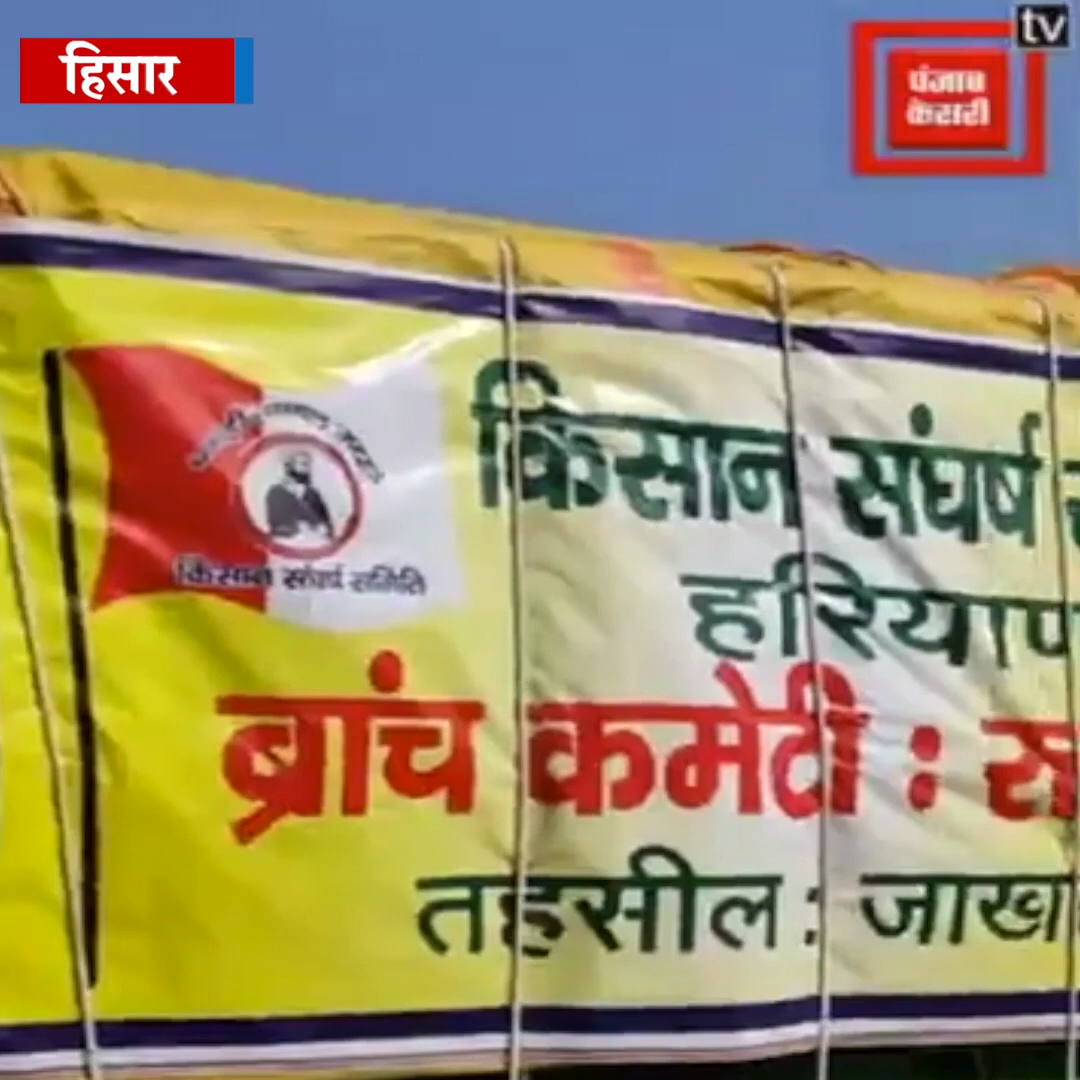 हिसार
tv
पंजाब
केसरी
किसान संघर्ष
किसान संघर्ष समिति
हरियाण
ब्रांच कमेटी : रु
तहसील : जाखा